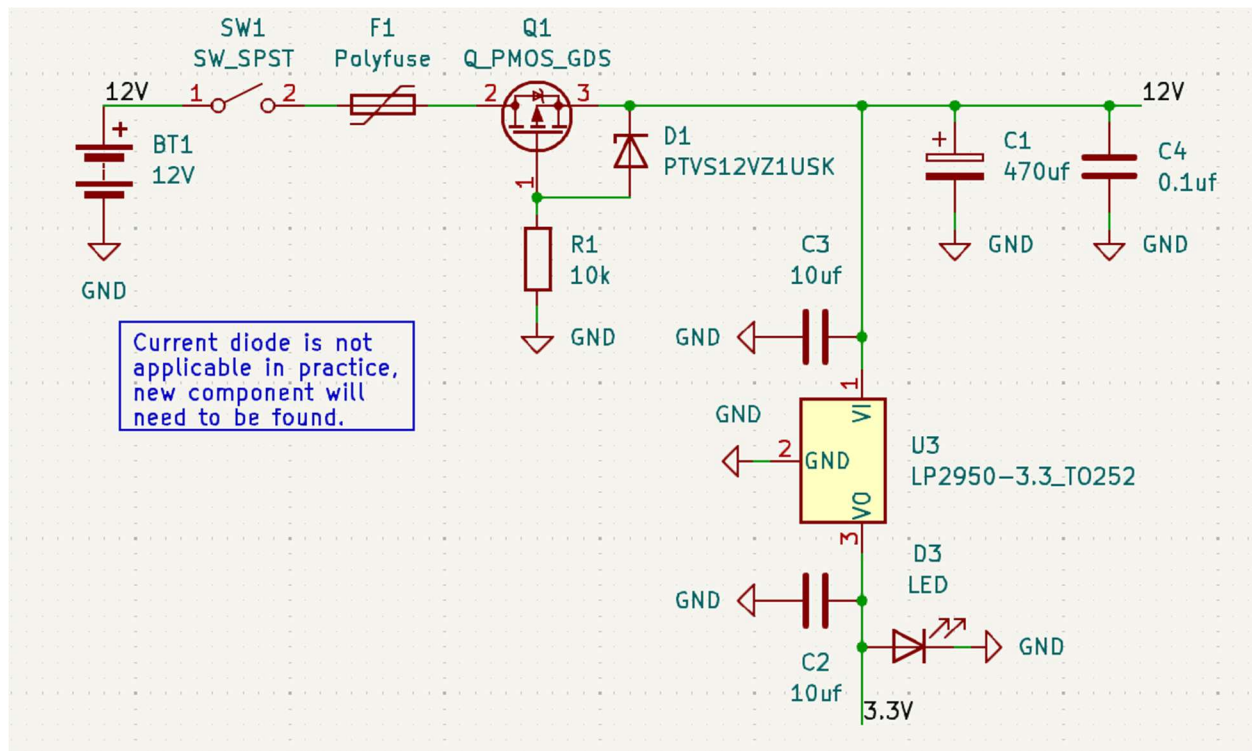 SW1
SW_SPST
F1
Polyfuse
Q1
Q_PMOS_GDS
12V
1
2
2
3
12V
BT1
12V
GND
1
D1
PTVS12VZ1USK
C1
470uf
C4
0.1uf
GND
GND
R1
10k
GND
Current diode is not
applicable in practice,
new component will
need to be found.
C3
10uf
GND
1
VI
GND
2
GND
VO
3
U3
LP2950-3.3_TO252
D3
LED
GND
C2
10uf
GND
3.3V